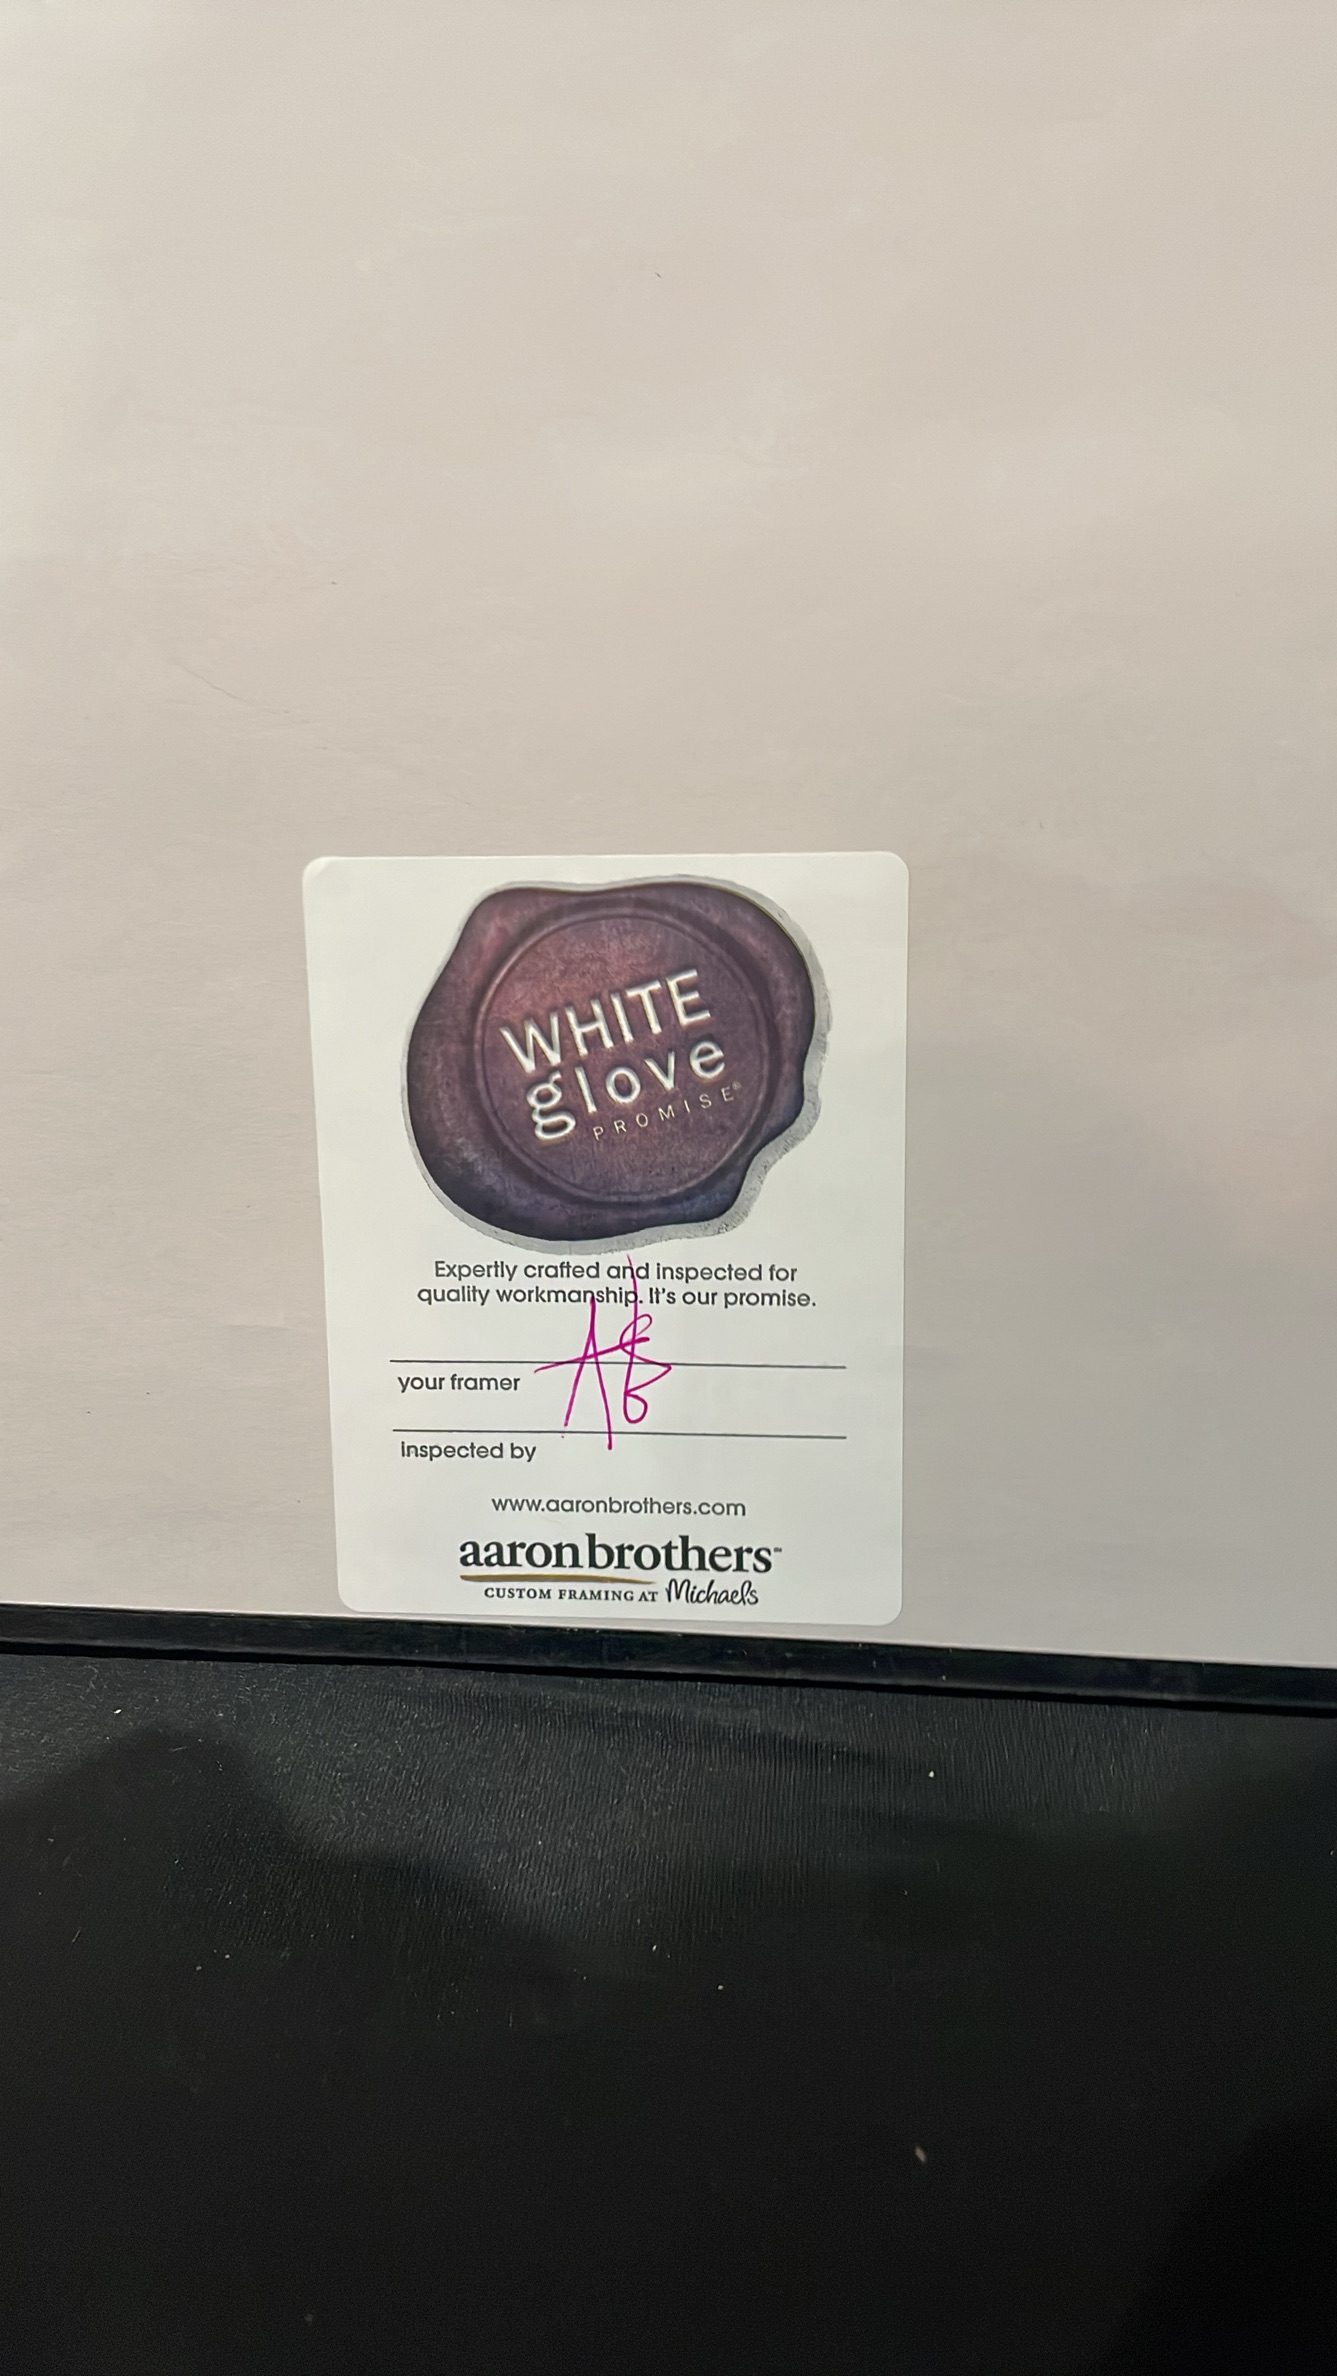 WHITE
glove
PROMISE®
Expertly crafted and inspected for
quality workmanship. It's our promise.
AB
your framer
inspected by
www.aaronbrothers.com
aaronbrothers™
CUSTOM FRAMING AT Michaels